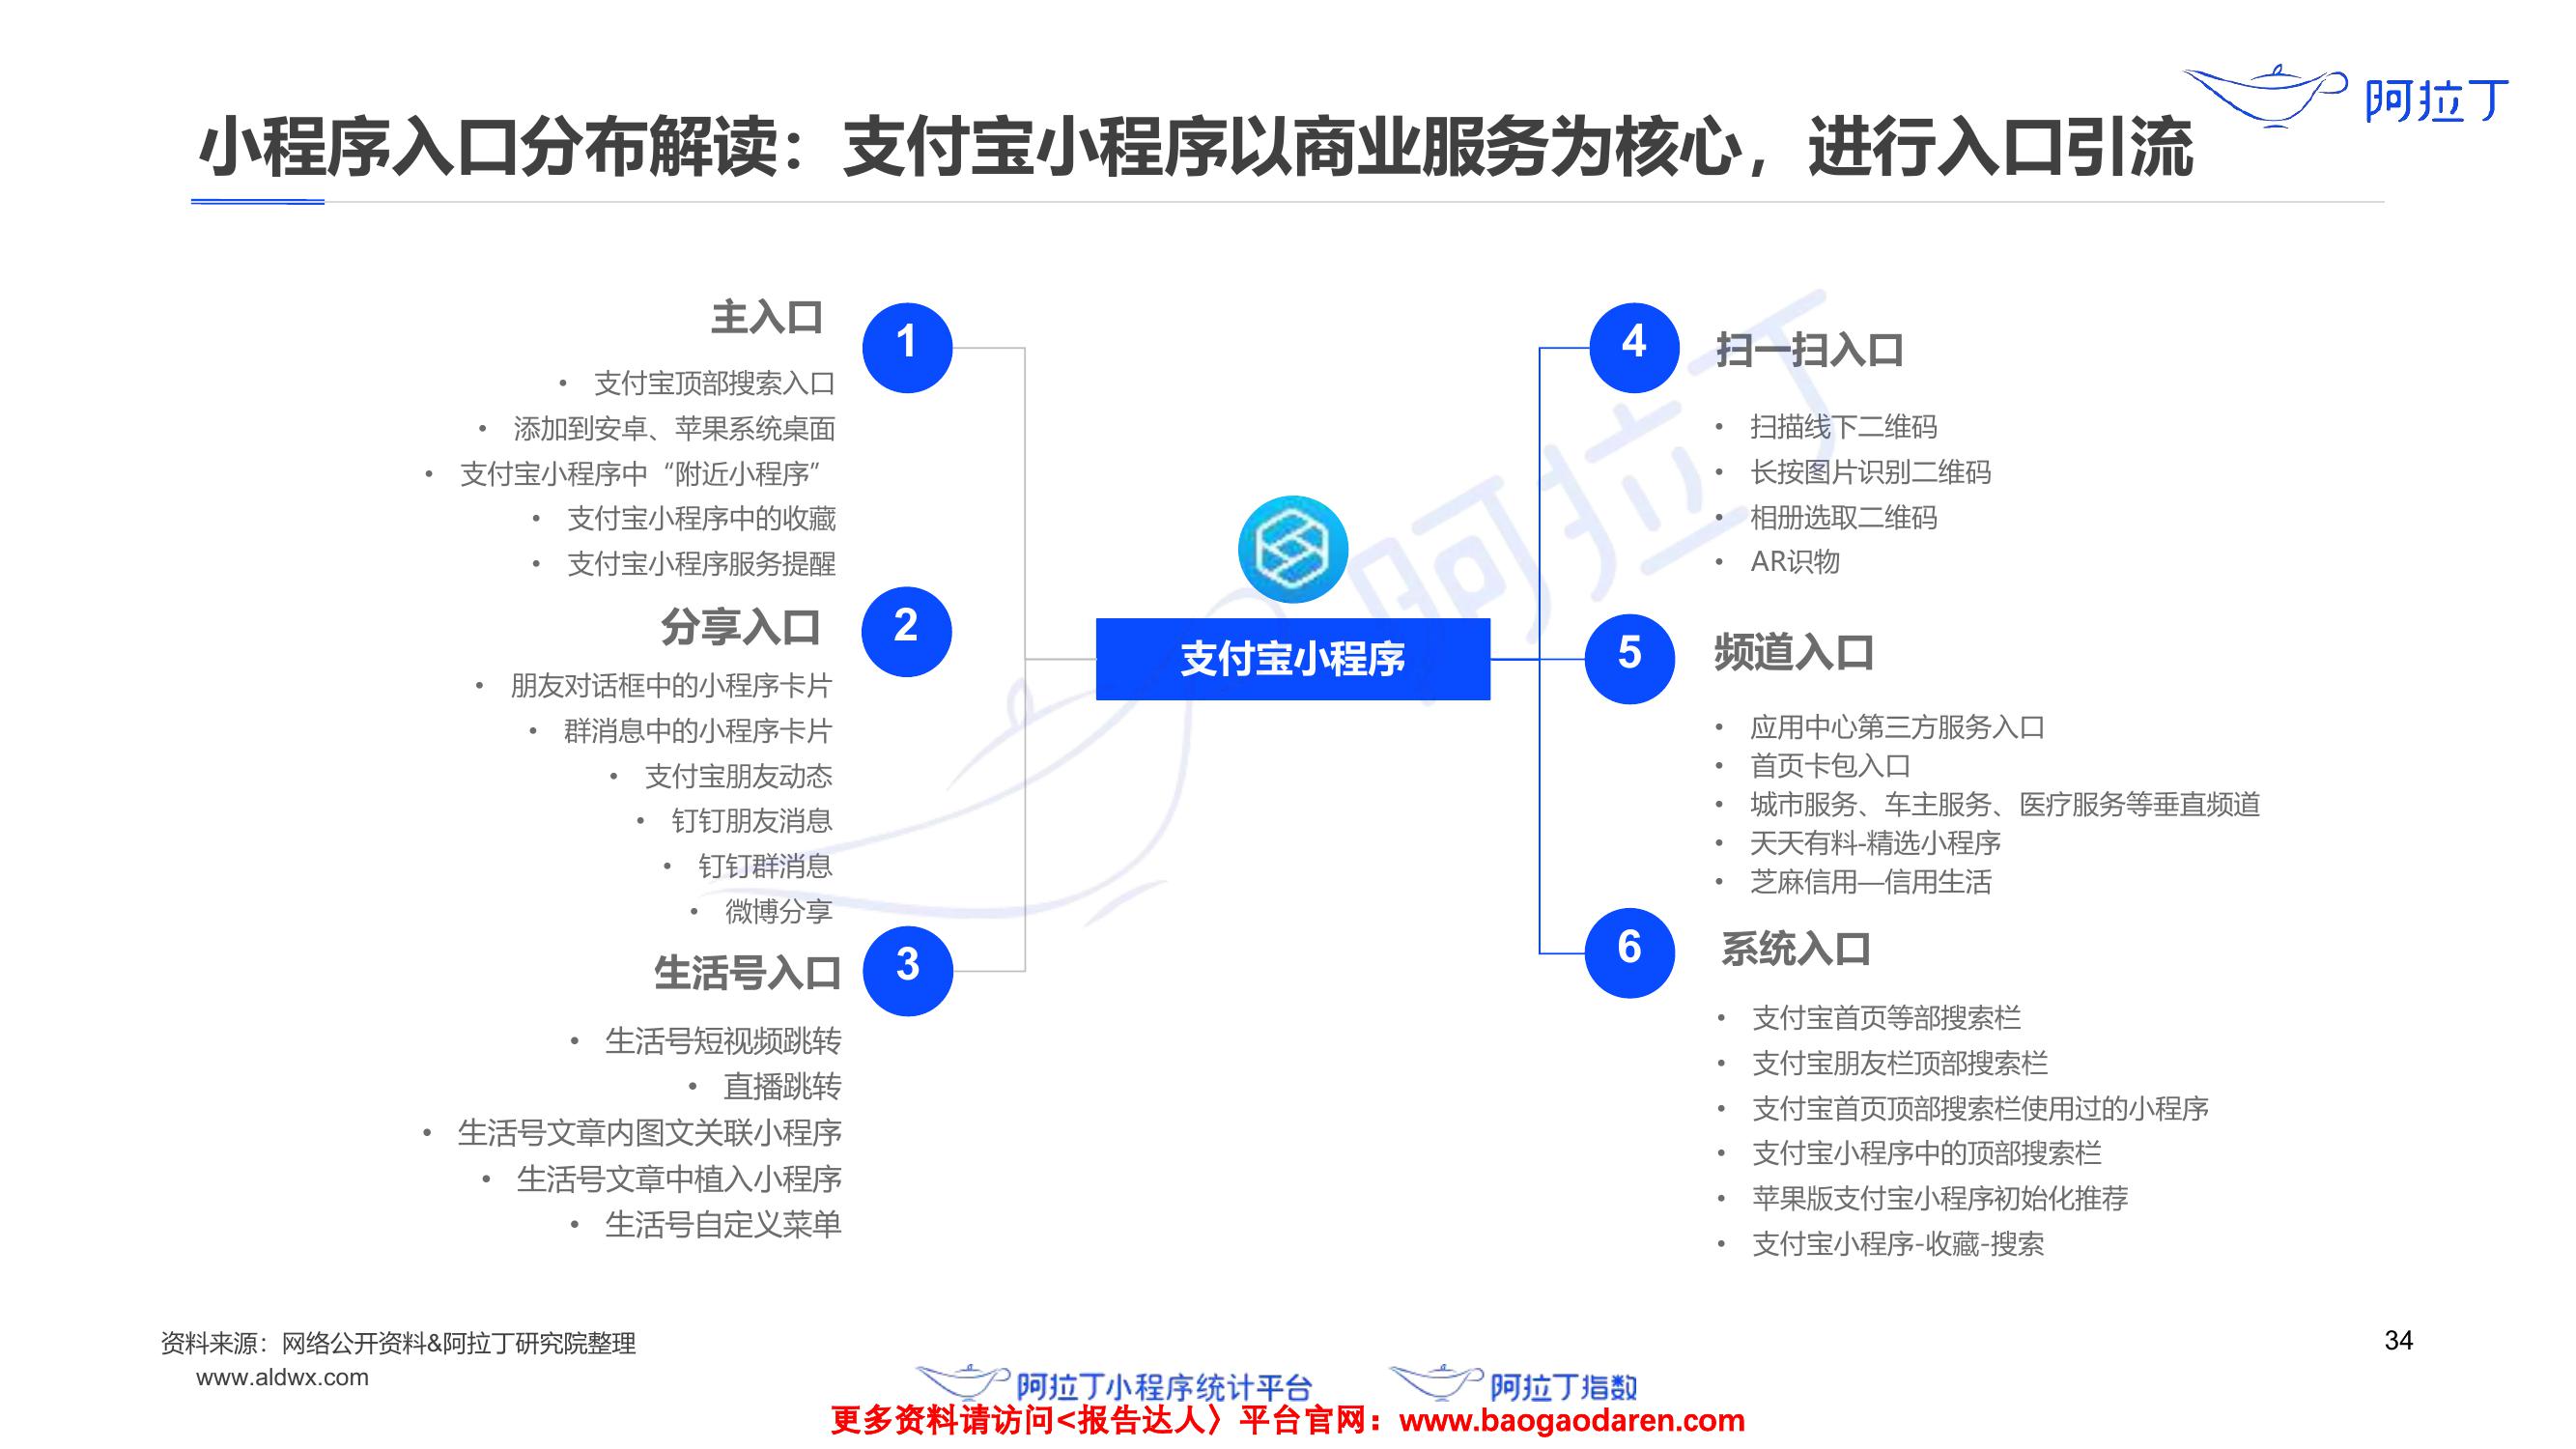 阿拉丁
小程序入口分布解读：支付宝小程序以商业服务为核心，进行入口引流
主入口
1
• 支付宝顶部搜索入口
• 添加到安卓、苹果系统桌面
• 支付宝小程序中“附近小程序”
• 支付宝小程序中的收藏
• 支付宝小程序服务提醒
分享入口
2
• 朋友对话框中的小程序卡片
• 群消息中的小程序卡片
• 支付宝朋友动态
• 钉钉朋友消息
• 钉钉群消息
• 微博分享
生活号入口
3
• 生活号短视频跳转
• 直播跳转
• 生活号文章内图文关联小程序
• 生活号文章中植入小程序
• 生活号自定义菜单
支付宝小程序
阿拉丁
4
扫一扫入口
• 扫描线下二维码
• 长按图片识别二维码
• 相册选取二维码
• AR识物
5
频道入口
• 应用中心第三方服务入口
• 首页卡包入口
• 城市服务、车主服务、医疗服务等垂直频道
• 天天有料-精选小程序
• 芝麻信用—信用生活
6
系统入口
• 支付宝首页等部搜索栏
• 支付宝朋友栏顶部搜索栏
• 支付宝首页顶部搜索栏使用过的小程序
• 支付宝小程序中的顶部搜索栏
• 苹果版支付宝小程序初始化推荐
• 支付宝小程序-收藏-搜索
资料来源：网络公开资料&阿拉丁研究院整理
www.aldwx.com
34
阿拉丁小程序统计平台
阿拉丁指数
更多资料请访问<报告达人〉平台官网：www.baogaodaren.com